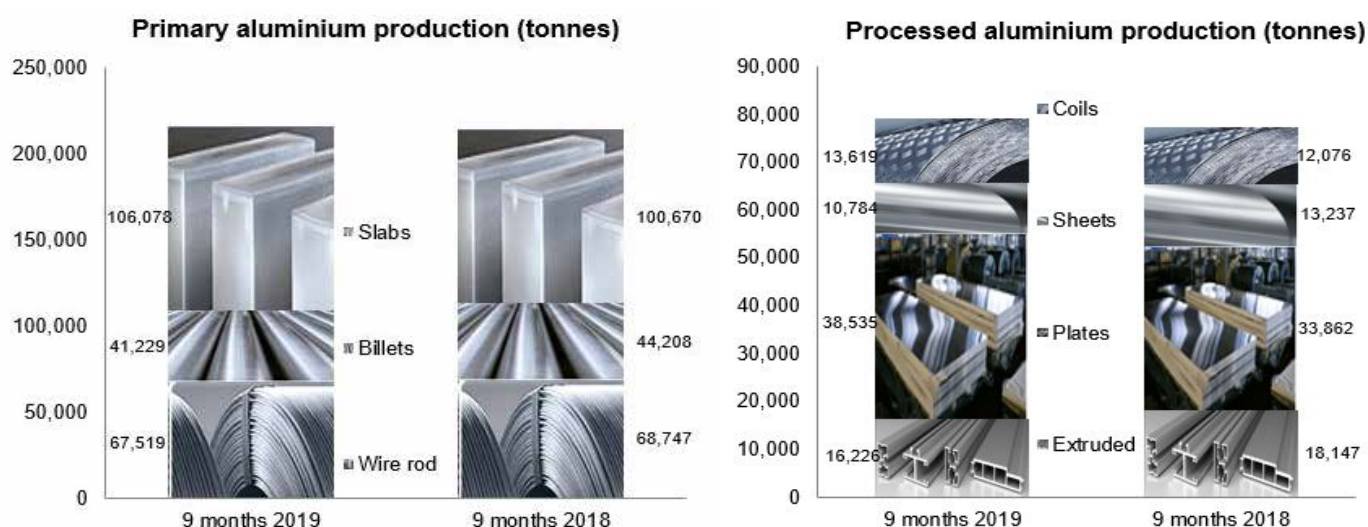 Primary aluminium production (tonnes)
250,000
200,000
150,000
100,000
50,000
0
106,078
41,229
67,519
Slabs
Billets
Wire rod
100,670
44,208
68,747
9 months 2019
9 months 2018
Processed aluminium production (tonnes)
90,000
80,000
70,000
60,000
50,000
40,000
30,000
20,000
10,000
0
13,619
10,784
38,535
16,226
Coils
Sheets
Plates
Extruded
12,076
13,237
33,862
18,147
9 months 2019
9 months 2018